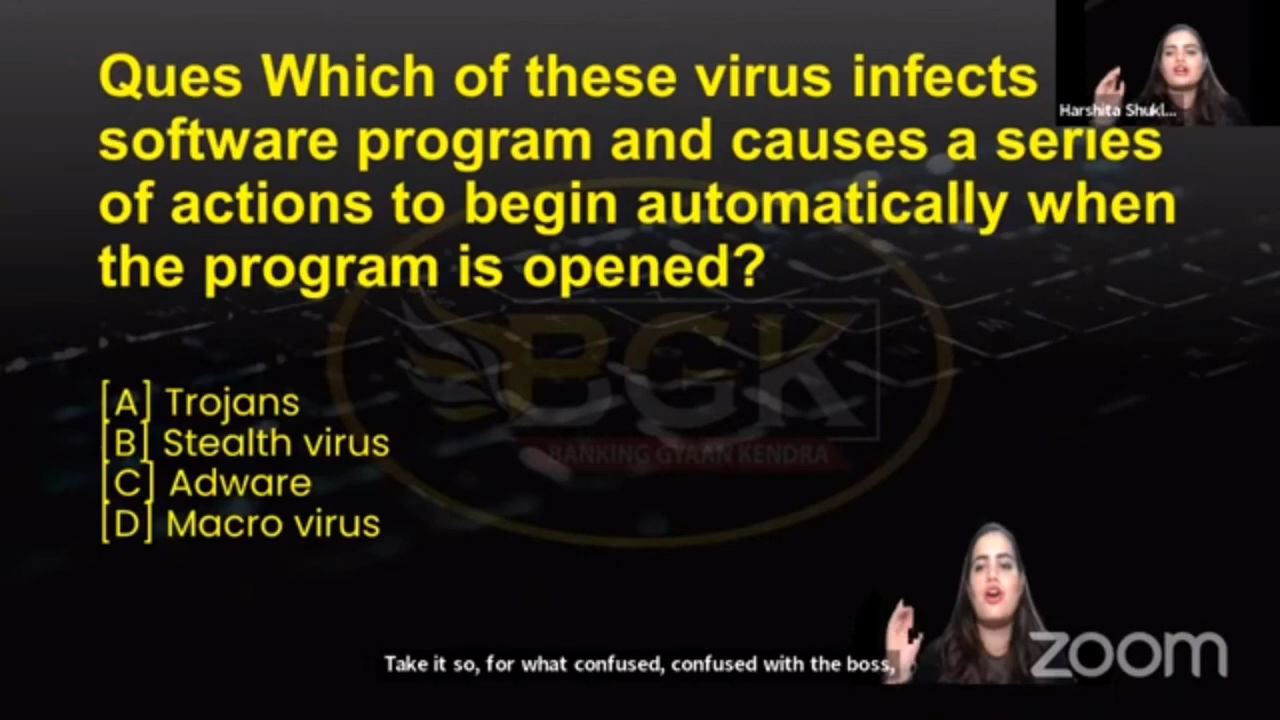 Ques Which of these virus infects
Harshita Shukl...
software program and causes a series
of actions to begin automatically when
the program is opened?
BGK
BANKING GYAAN KENDRA
[A] Trojans
[B] Stealth virus
[C] Adware
[D] Macro virus
Take it so, for what confused, confused with the boss,
zoom